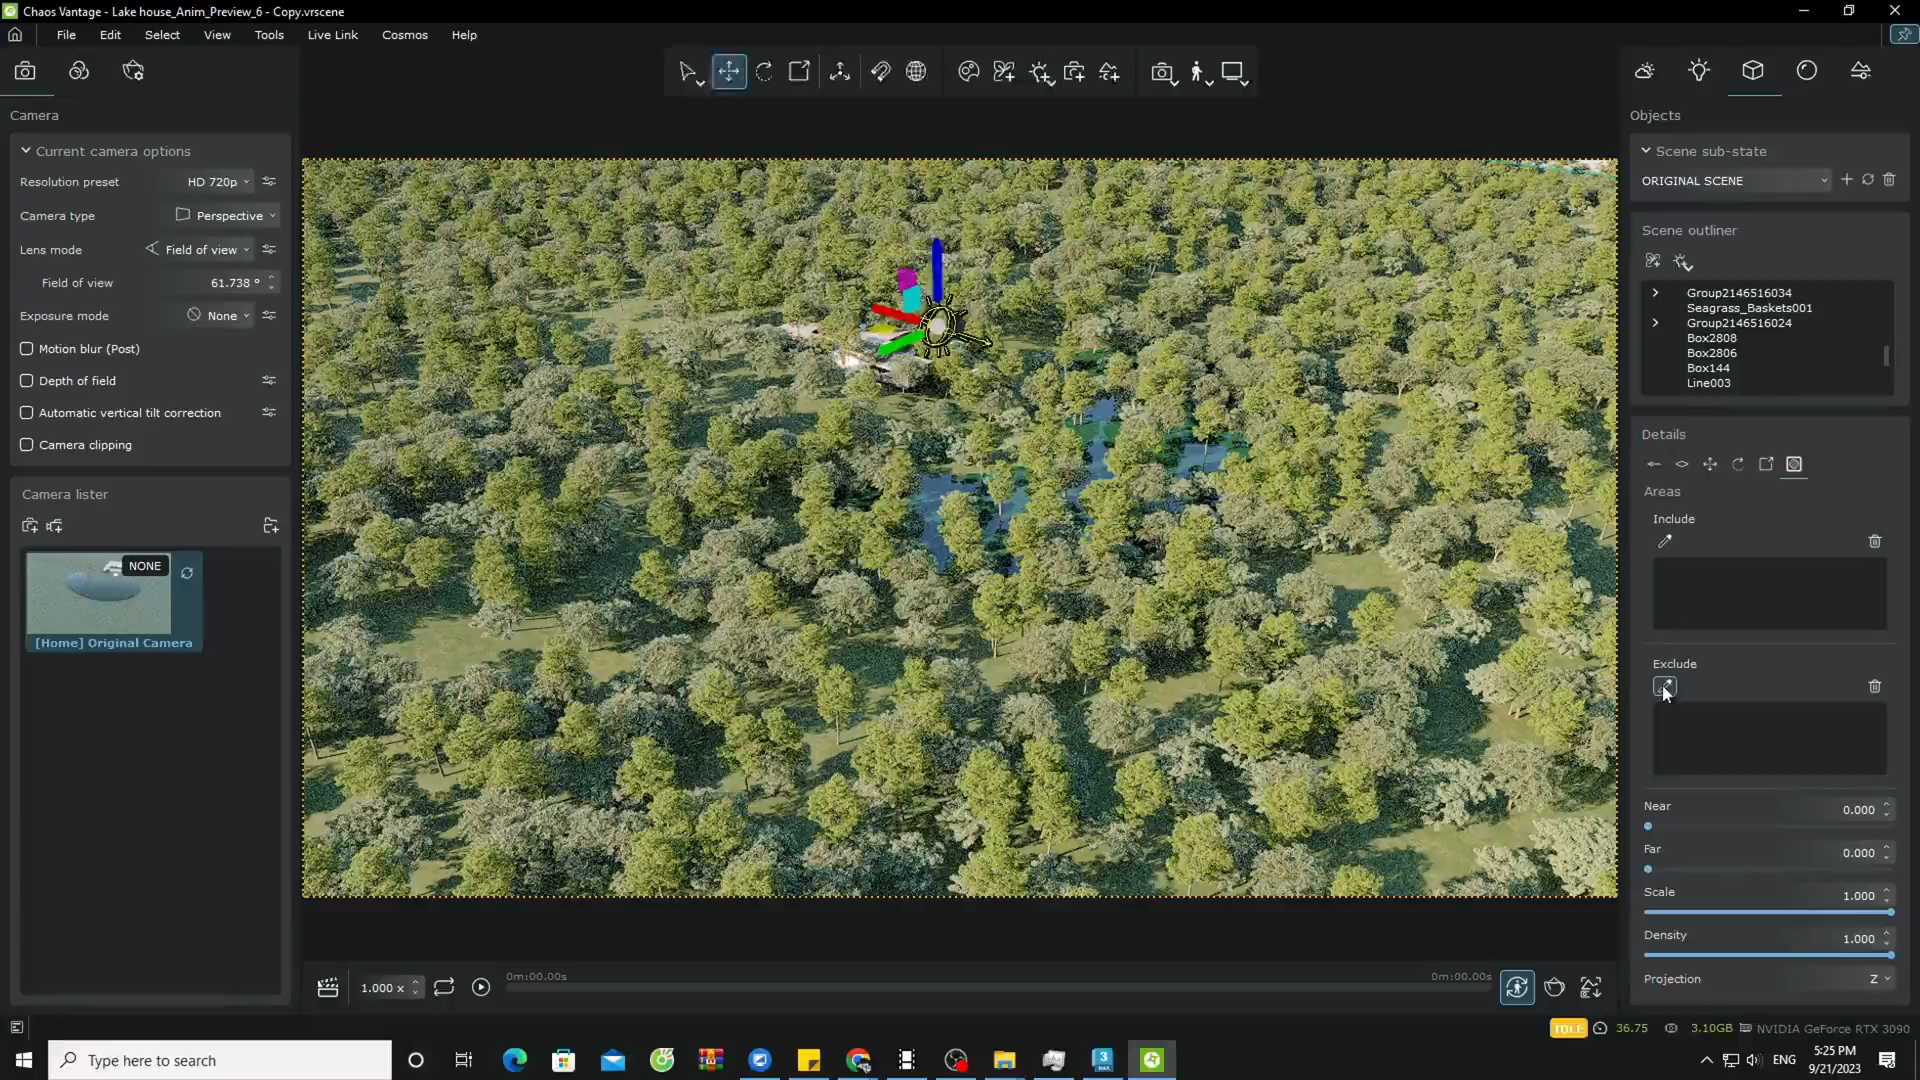 Chaos Vantage - Lake house_Anim_Preview_6 - Copy.vrscene
File Edit Select View Tools Live Link Cosmos Help
Camera
Current camera options
Resolution preset HD 720p
Camera type Perspective
Lens mode Field of view
Field of view 61.738 °
Exposure mode None
Motion blur (Post)
Depth of field
Automatic vertical tilt correction
Camera clipping
Camera lister
NONE
[Home] Original Camera
0m:00.00s 0m:00.00s
1.000 x
Objects
Scene sub-state
ORIGINAL SCENE
Scene outliner
Group2146516034
Seagrass_Baskets001
Group2146516024
Box2808
Box2806
Box144
Line003
Details
Areas
Include
Exclude
Near 0.000
Far 0.000
Scale 1.000
Density 1.000
Projection Z
IDLE 36.75 3.10GB NVIDIA GeForce RTX 3090
Type here to search
3
MAX
ENG
5:25 PM
9/21/2023